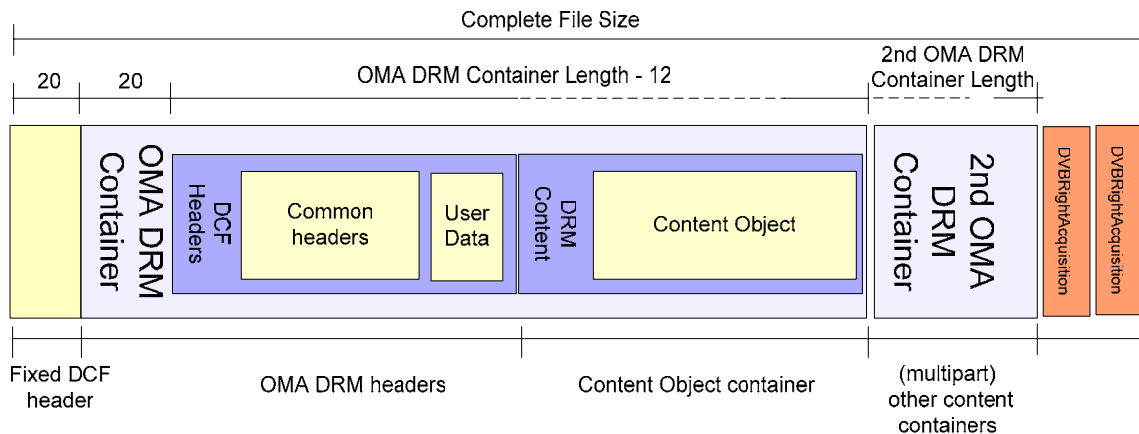 Complete File Size
20
20
OMA DRM Container Length - 12
2nd OMA DRM
Container Length
OMA DRM
Container
DCF
Headers
Common
headers
User
Data
DRM
Content
Content Object
2nd OMA
DRM
Container
DVBRightAcquisition
DVBRightAcquisition
Fixed DCF
header
OMA DRM headers
Content Object container
(multipart)
other content
containers